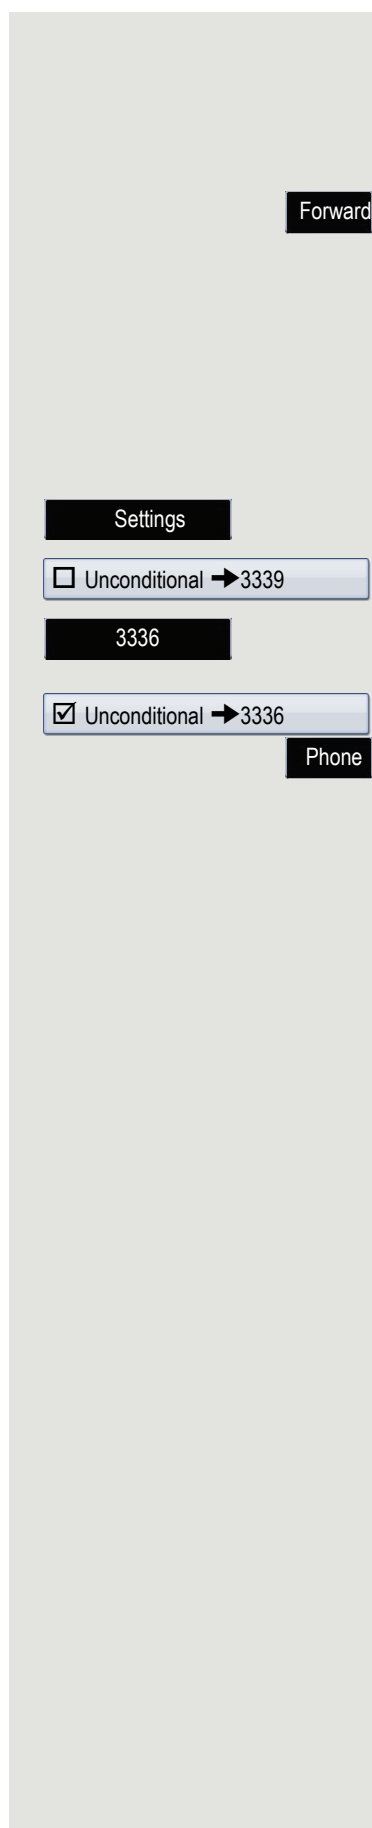 Forward
Settings
☐ Unconditional ➔3339
3336
☑ Unconditional ➔3336
Phone